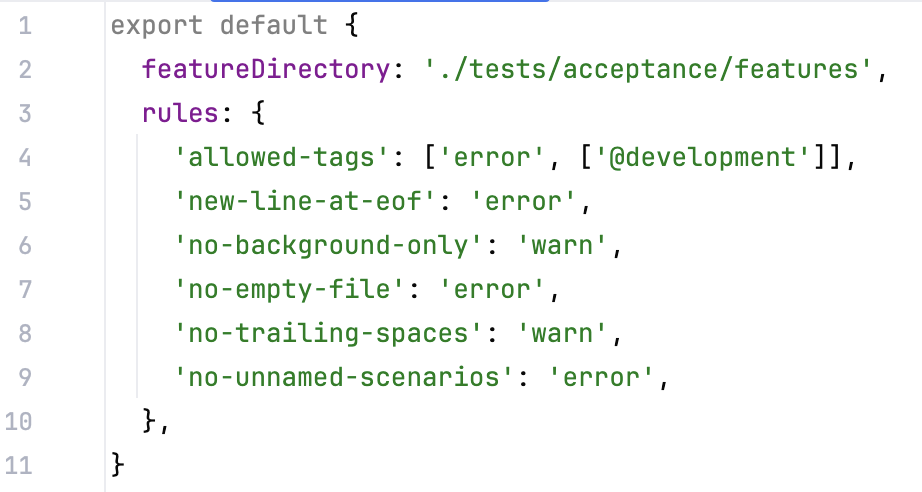 1 export default {
2 featureDirectory: './tests/acceptance/features',
3 rules: {
4 'allowed-tags': ['error', ['@development']],
5 'new-line-at-eof': 'error',
6 'no-background-only': 'warn',
7 'no-empty-file': 'error',
8 'no-trailing-spaces': 'warn',
9 'no-unnamed-scenarios': 'error',
10 },
11 }